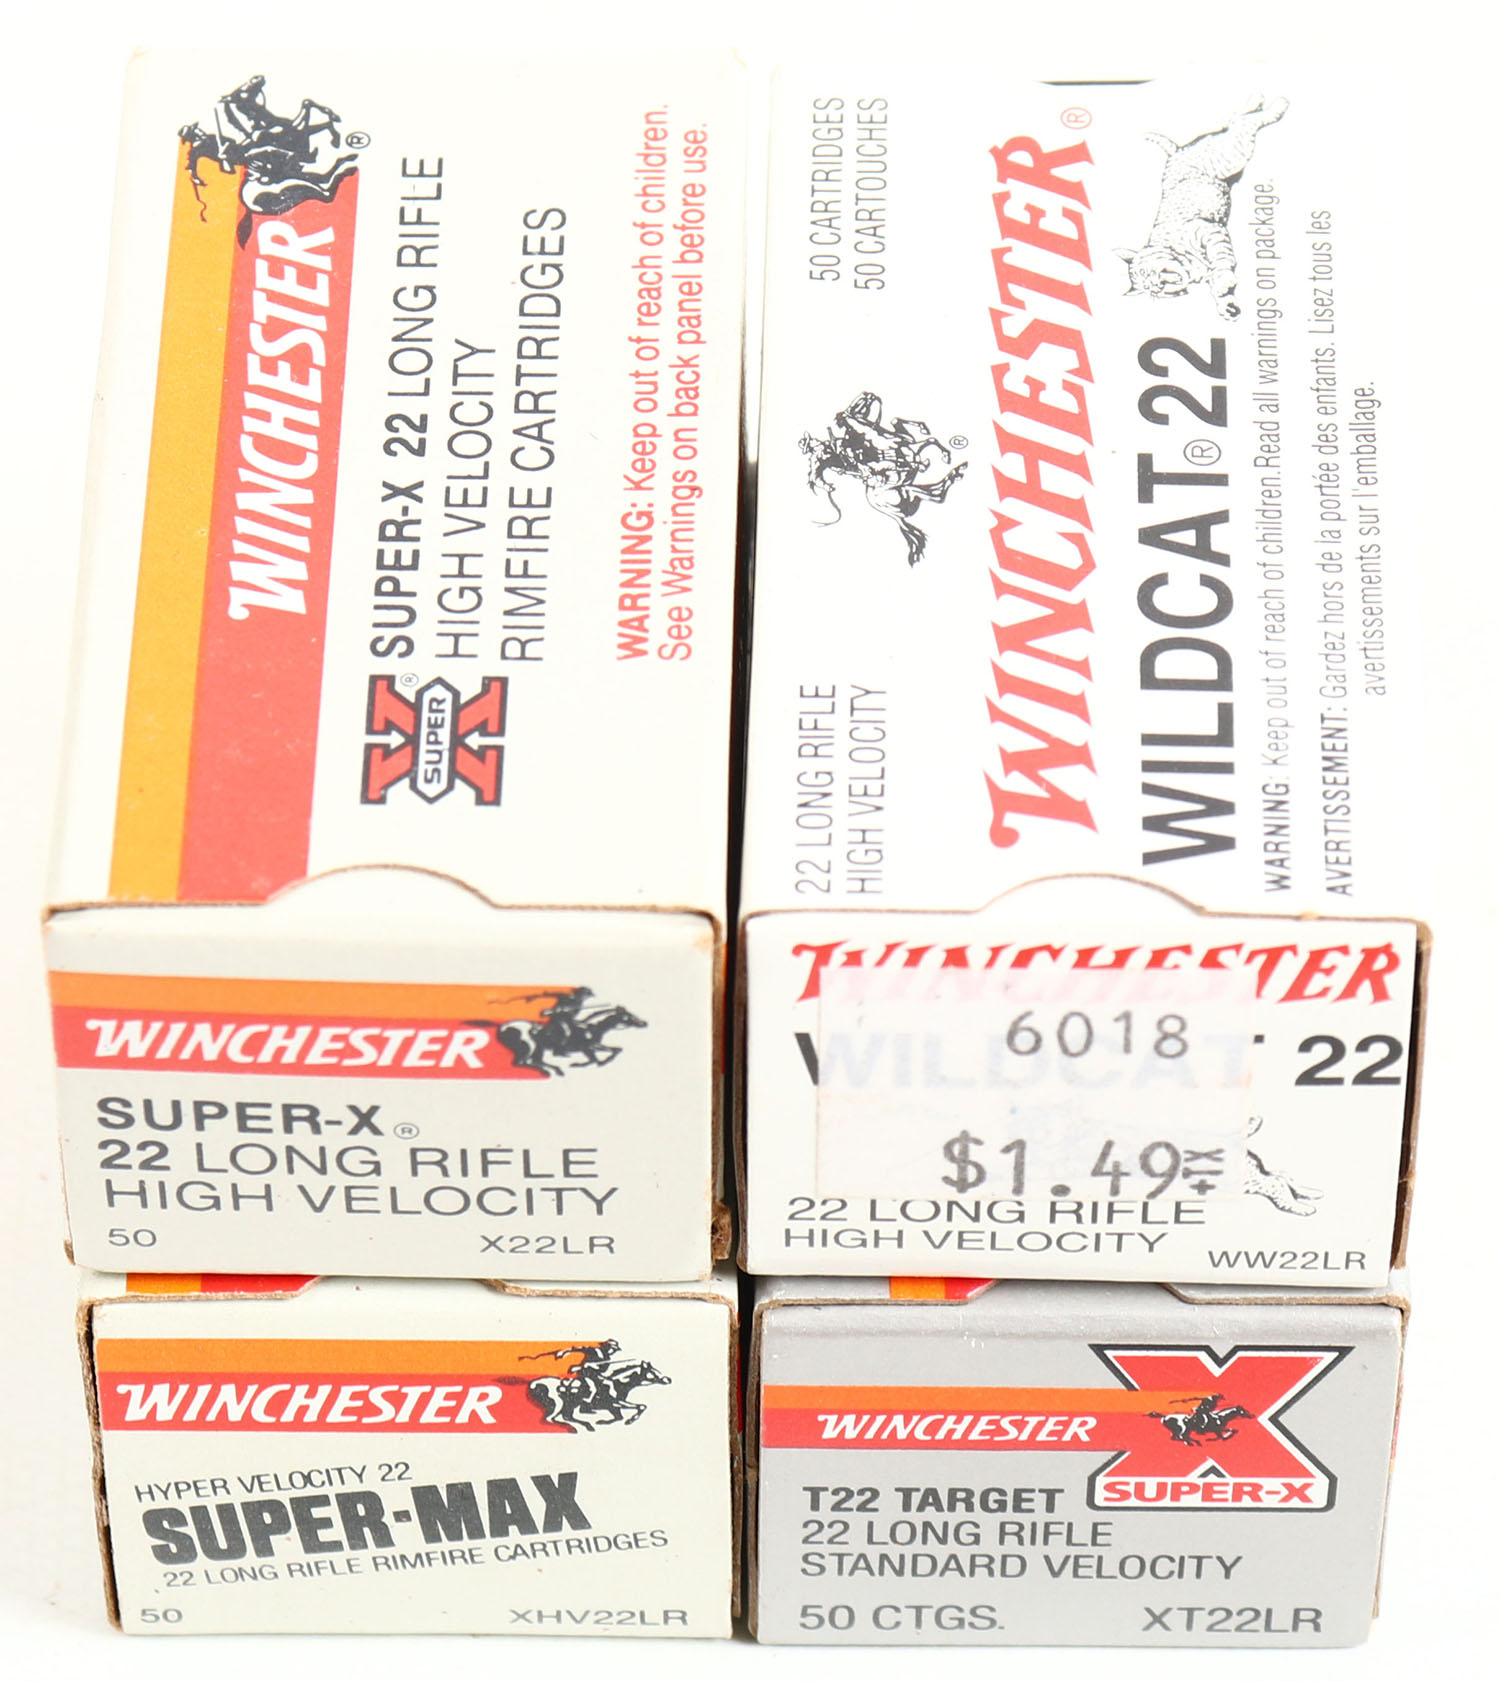 WINCHESTER ®
SUPER-X 22 LONG RIFLE
HIGH VELOCITY
RIMFIRE CARTRIDGES
X ®
SUPER
WARNING: Keep out of reach of children.
See Warnings on back panel before use.
WINCHESTER
SUPER-X®
22 LONG RIFLE
HIGH VELOCITY
50 X22LR
50 CARTRIDGES
50 CARTOUCHES
22 LONG RIFLE
HIGH VELOCITY
®
WINCHESTER®
WILDCAT® 22
WARNING: Keep out of reach of children.Read all warnings on package.
AVERTISSEMENT: Gardez hors de la portée des enfants. Lisez tous les
avertissements sur l'emballage.
WINCHESTER
WILDCAT 22
6018
$1.49
22 LONG RIFLE
HIGH VELOCITY
WW22LR
WINCHESTER
HYPER VELOCITY 22
SUPER-MAX
22 LONG RIFLE RIMFIRE CARTRIDGES
50 XHV22LR
WINCHESTER
X
SUPER-X
T22 TARGET
22 LONG RIFLE
STANDARD VELOCITY
50 CTGS. XT22LR